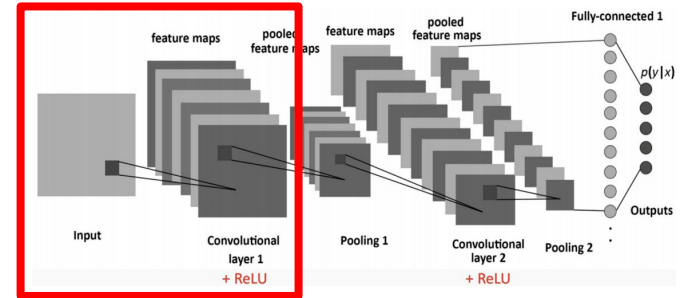 feature maps
pooled
feature maps
feature maps
pooled
feature maps
Fully-connected 1
p(y|x)
Input
Convolutional
layer 1
+ ReLU
Pooling 1
Convolutional
layer 2
+ ReLU
Pooling 2
Outputs